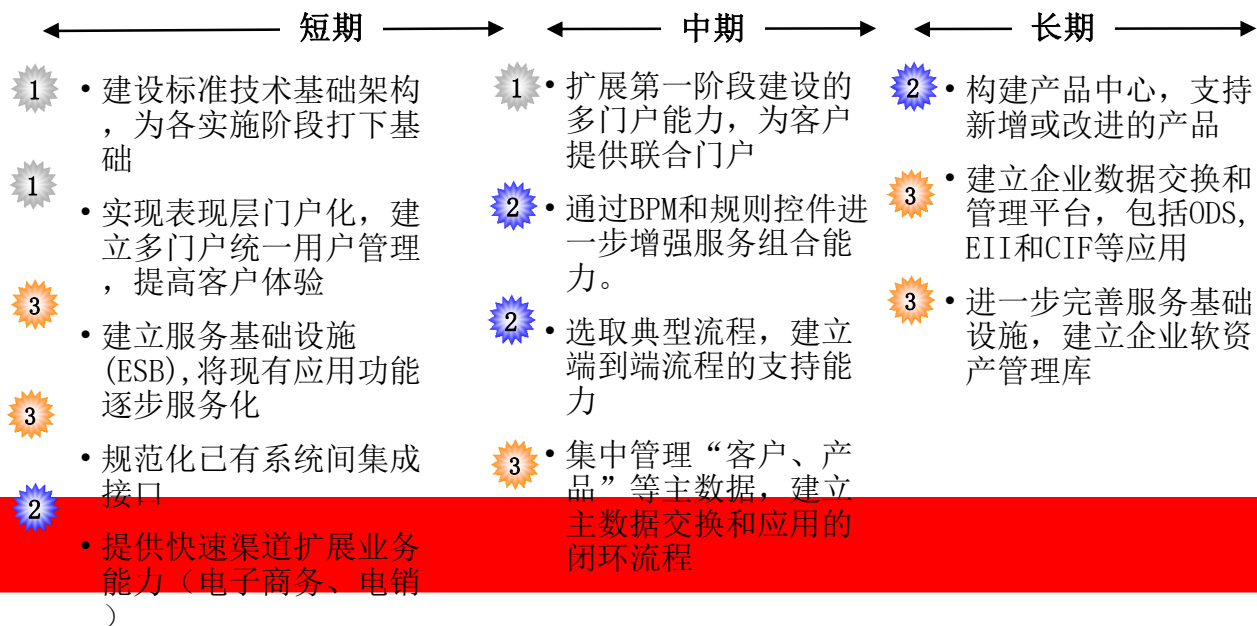 短期
1
• 建设标准技术基础架构
，为各实施阶段打下基
础
1
• 实现表现层门户化，建
立多门户统一用户管理
，提高客户体验
3
• 建立服务基础设施
(ESB),将现有应用功能
逐步服务化
3
• 规范化已有系统间集成
接口
2
• 提供快速渠道扩展业务
能力（电子商务、电销
）
中期
1
• 扩展第一阶段建设的
多门户能力，为客户
提供联合门户
2
• 通过BPM和规则控件进
一步增强服务组合能
力。
2
• 选取典型流程，建立
端到端流程的支持能
力
3
• 集中管理“客户、产
品”等主数据，建立
主数据交换和应用的
闭环流程
长期
2
• 构建产品中心，支持
新增或改进的产品
3
• 建立企业数据交换和
管理平台，包括ODS,
EII和CIF等应用
3
• 进一步完善服务基础
设施，建立企业软资
产管理库